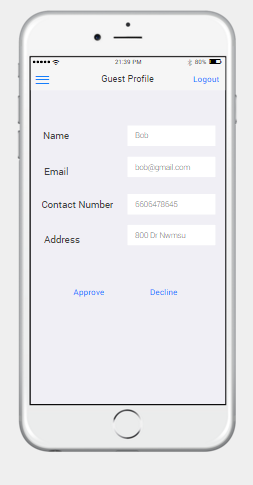 21:39 PM 80%
Guest Profile Logout
Name Bob
Email bob@gmail.com
Contact Number 5605478645
Address 800 Dr Nwmsu
Approve Decline